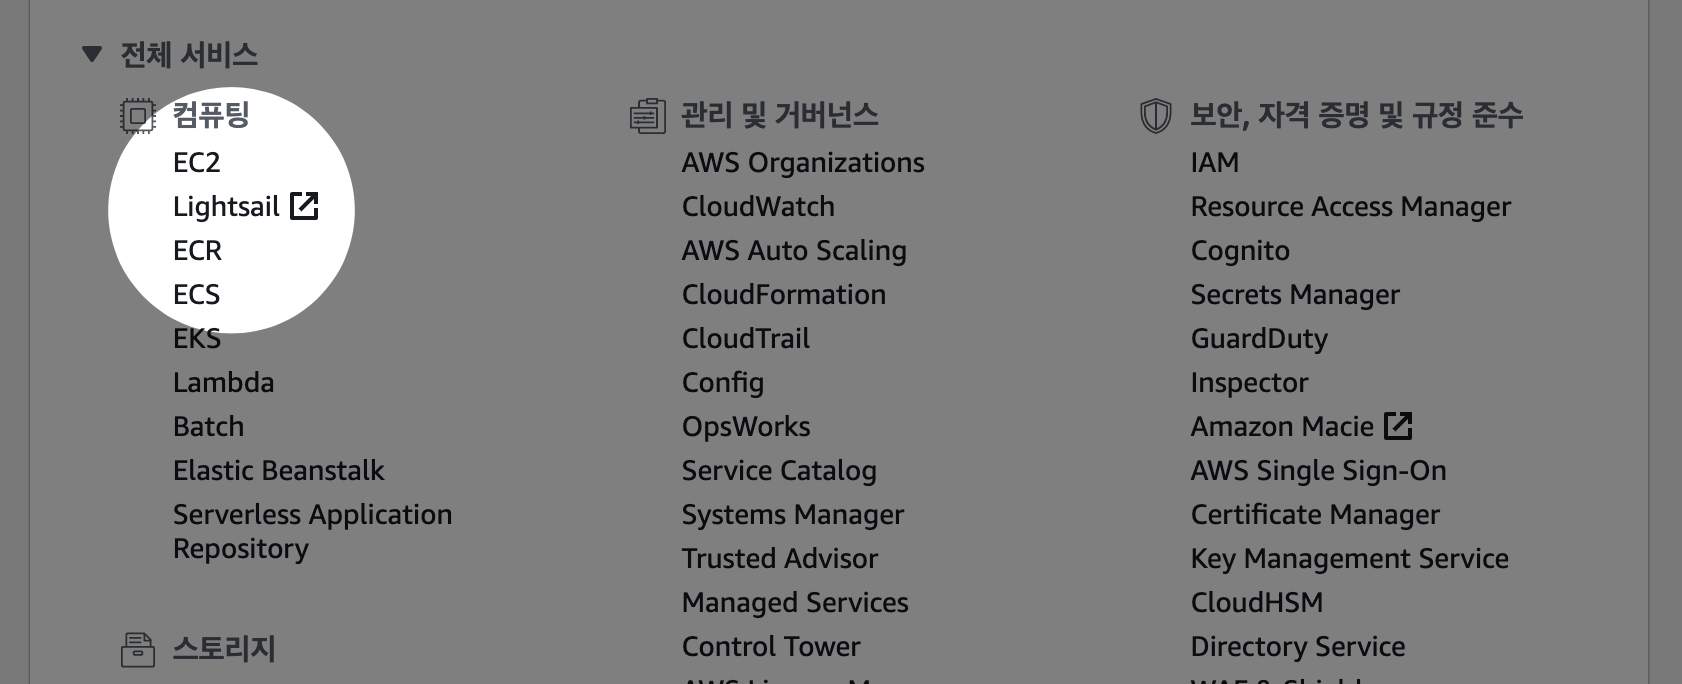 전체 서비스
컴퓨팅
EC2
Lightsail
ECR
ECS
EKS
Lambda
Batch
Elastic Beanstalk
Serverless Application
Repository
스토리지
관리 및 거버넌스
AWS Organizations
CloudWatch
AWS Auto Scaling
CloudFormation
CloudTrail
Config
OpsWorks
Service Catalog
Systems Manager
Trusted Advisor
Managed Services
Control Tower
보안, 자격 증명 및 규정 준수
IAM
Resource Access Manager
Cognito
Secrets Manager
GuardDuty
Inspector
Amazon Macie
AWS Single Sign-On
Certificate Manager
Key Management Service
CloudHSM
Directory Service